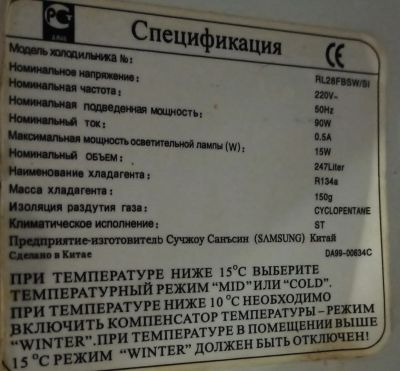 РСТ
Спецификация
CE
Модель холодильника №: RL28FBSW/SI
Номинальное напряжение: 220V~
Номинальная частота: 50Hz
Номинальная подведенная мощность: 90W
Номинальный ток: 0.5A
Максимальная мощность осветительной лампы (W): 15W
Номинальный ОБЪЕМ: 247Liter
Наименование хладагента: R134a
Масса хладагента: 150g
Изоляция раздутия газа: CYCLOPENTANE
Климатическое исполнение: ST
Предприятие-изготовитель Сучжоу Санъсин (SAMSUNG) Китай
Сделано в Китае DA99-00634C
ПРИ ТЕМПЕРАТУРЕ НИЖЕ 15°C ВЫБЕРИТЕ
ТЕМПЕРАТУРНЫЙ РЕЖИМ "MID" ИЛИ "COLD".
ПРИ ТЕМПЕРАТУРЕ НИЖЕ 10°C НЕОБХОДИМО
ВКЛЮЧИТЬ КОМПЕНСАТОР ТЕМПЕРАТУРЫ – РЕЖИМ
"WINTER".ПРИ ТЕМПЕРАТУРЕ В ПОМЕЩЕНИИ ВЫШЕ
15°C РЕЖИМ "WINTER" ДОЛЖЕН БЫТЬ ОТКЛЮЧЕН!